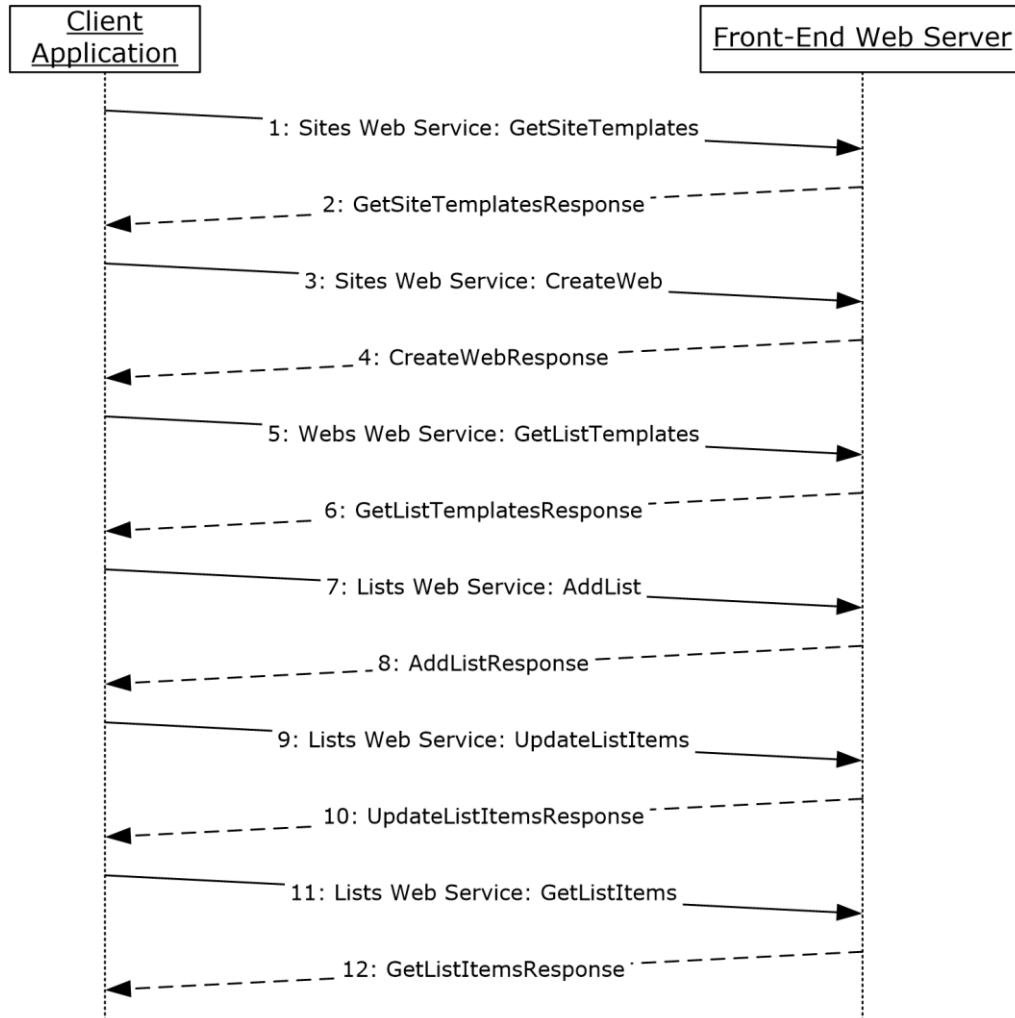 Client
Application
Front-End Web Server
1: Sites Web Service: GetSiteTemplates
2: GetSiteTemplatesResponse
3: Sites Web Service: CreateWeb
4: CreateWebResponse
5: Webs Web Service: GetListTemplates
6: GetListTemplatesResponse
7: Lists Web Service: AddList
8: AddListResponse
9: Lists Web Service: UpdateListItems
10: UpdateListItemsResponse
11: Lists Web Service: GetListItems
12: GetListItemsResponse